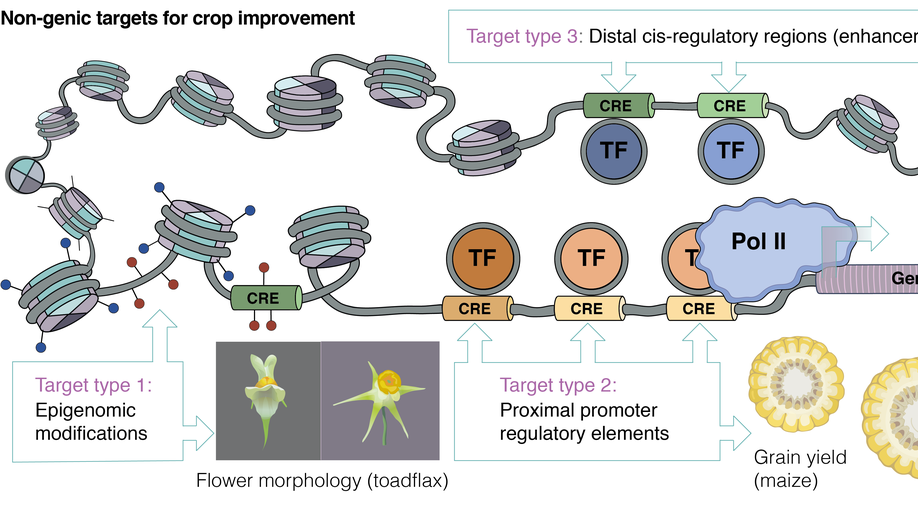 Non-genic targets for crop improvement
Target type 3: Distal cis-regulatory regions (enhancer
CRE
CRE
TF
TF
TF
TF
T
Pol II
CRE
CRE
CRE
CRE
Gen
Target type 1:
Epigenomic
modifications
Target type 2:
Proximal promoter
regulatory elements
Flower morphology (toadflax)
Grain yield
(maize)